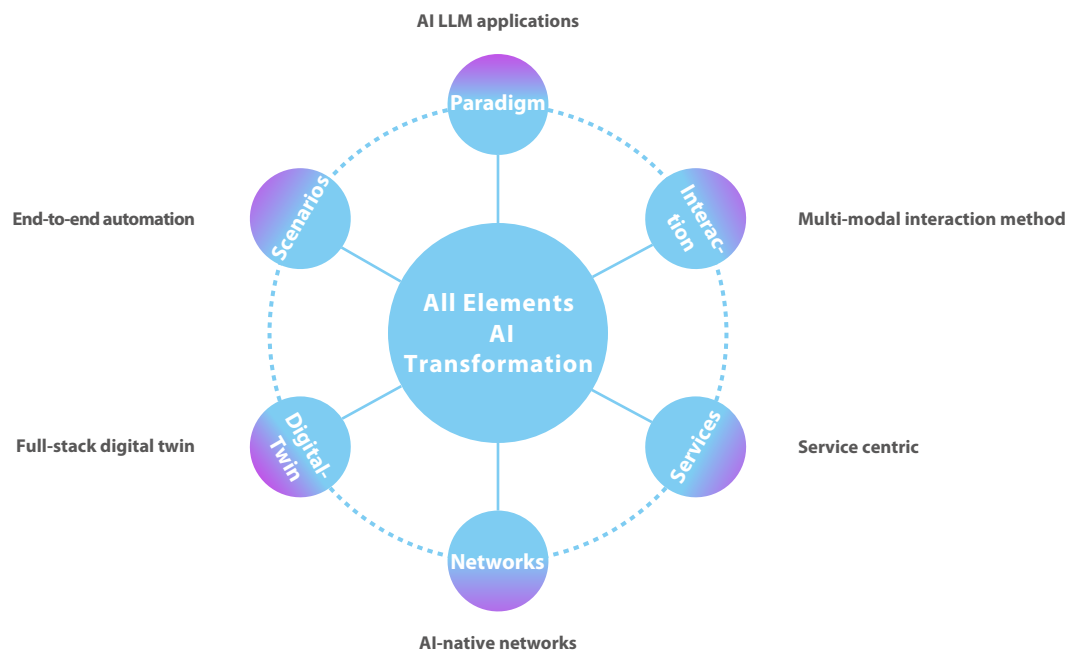 AI LLM applications
Paradigm
End-to-end automation
Scenarios
Interac-
tion
Multi-modal interaction method
All Elements
AI
Transformation
Full-stack digital twin
Digital-
Twin
Services
Service centric
Networks
AI-native networks